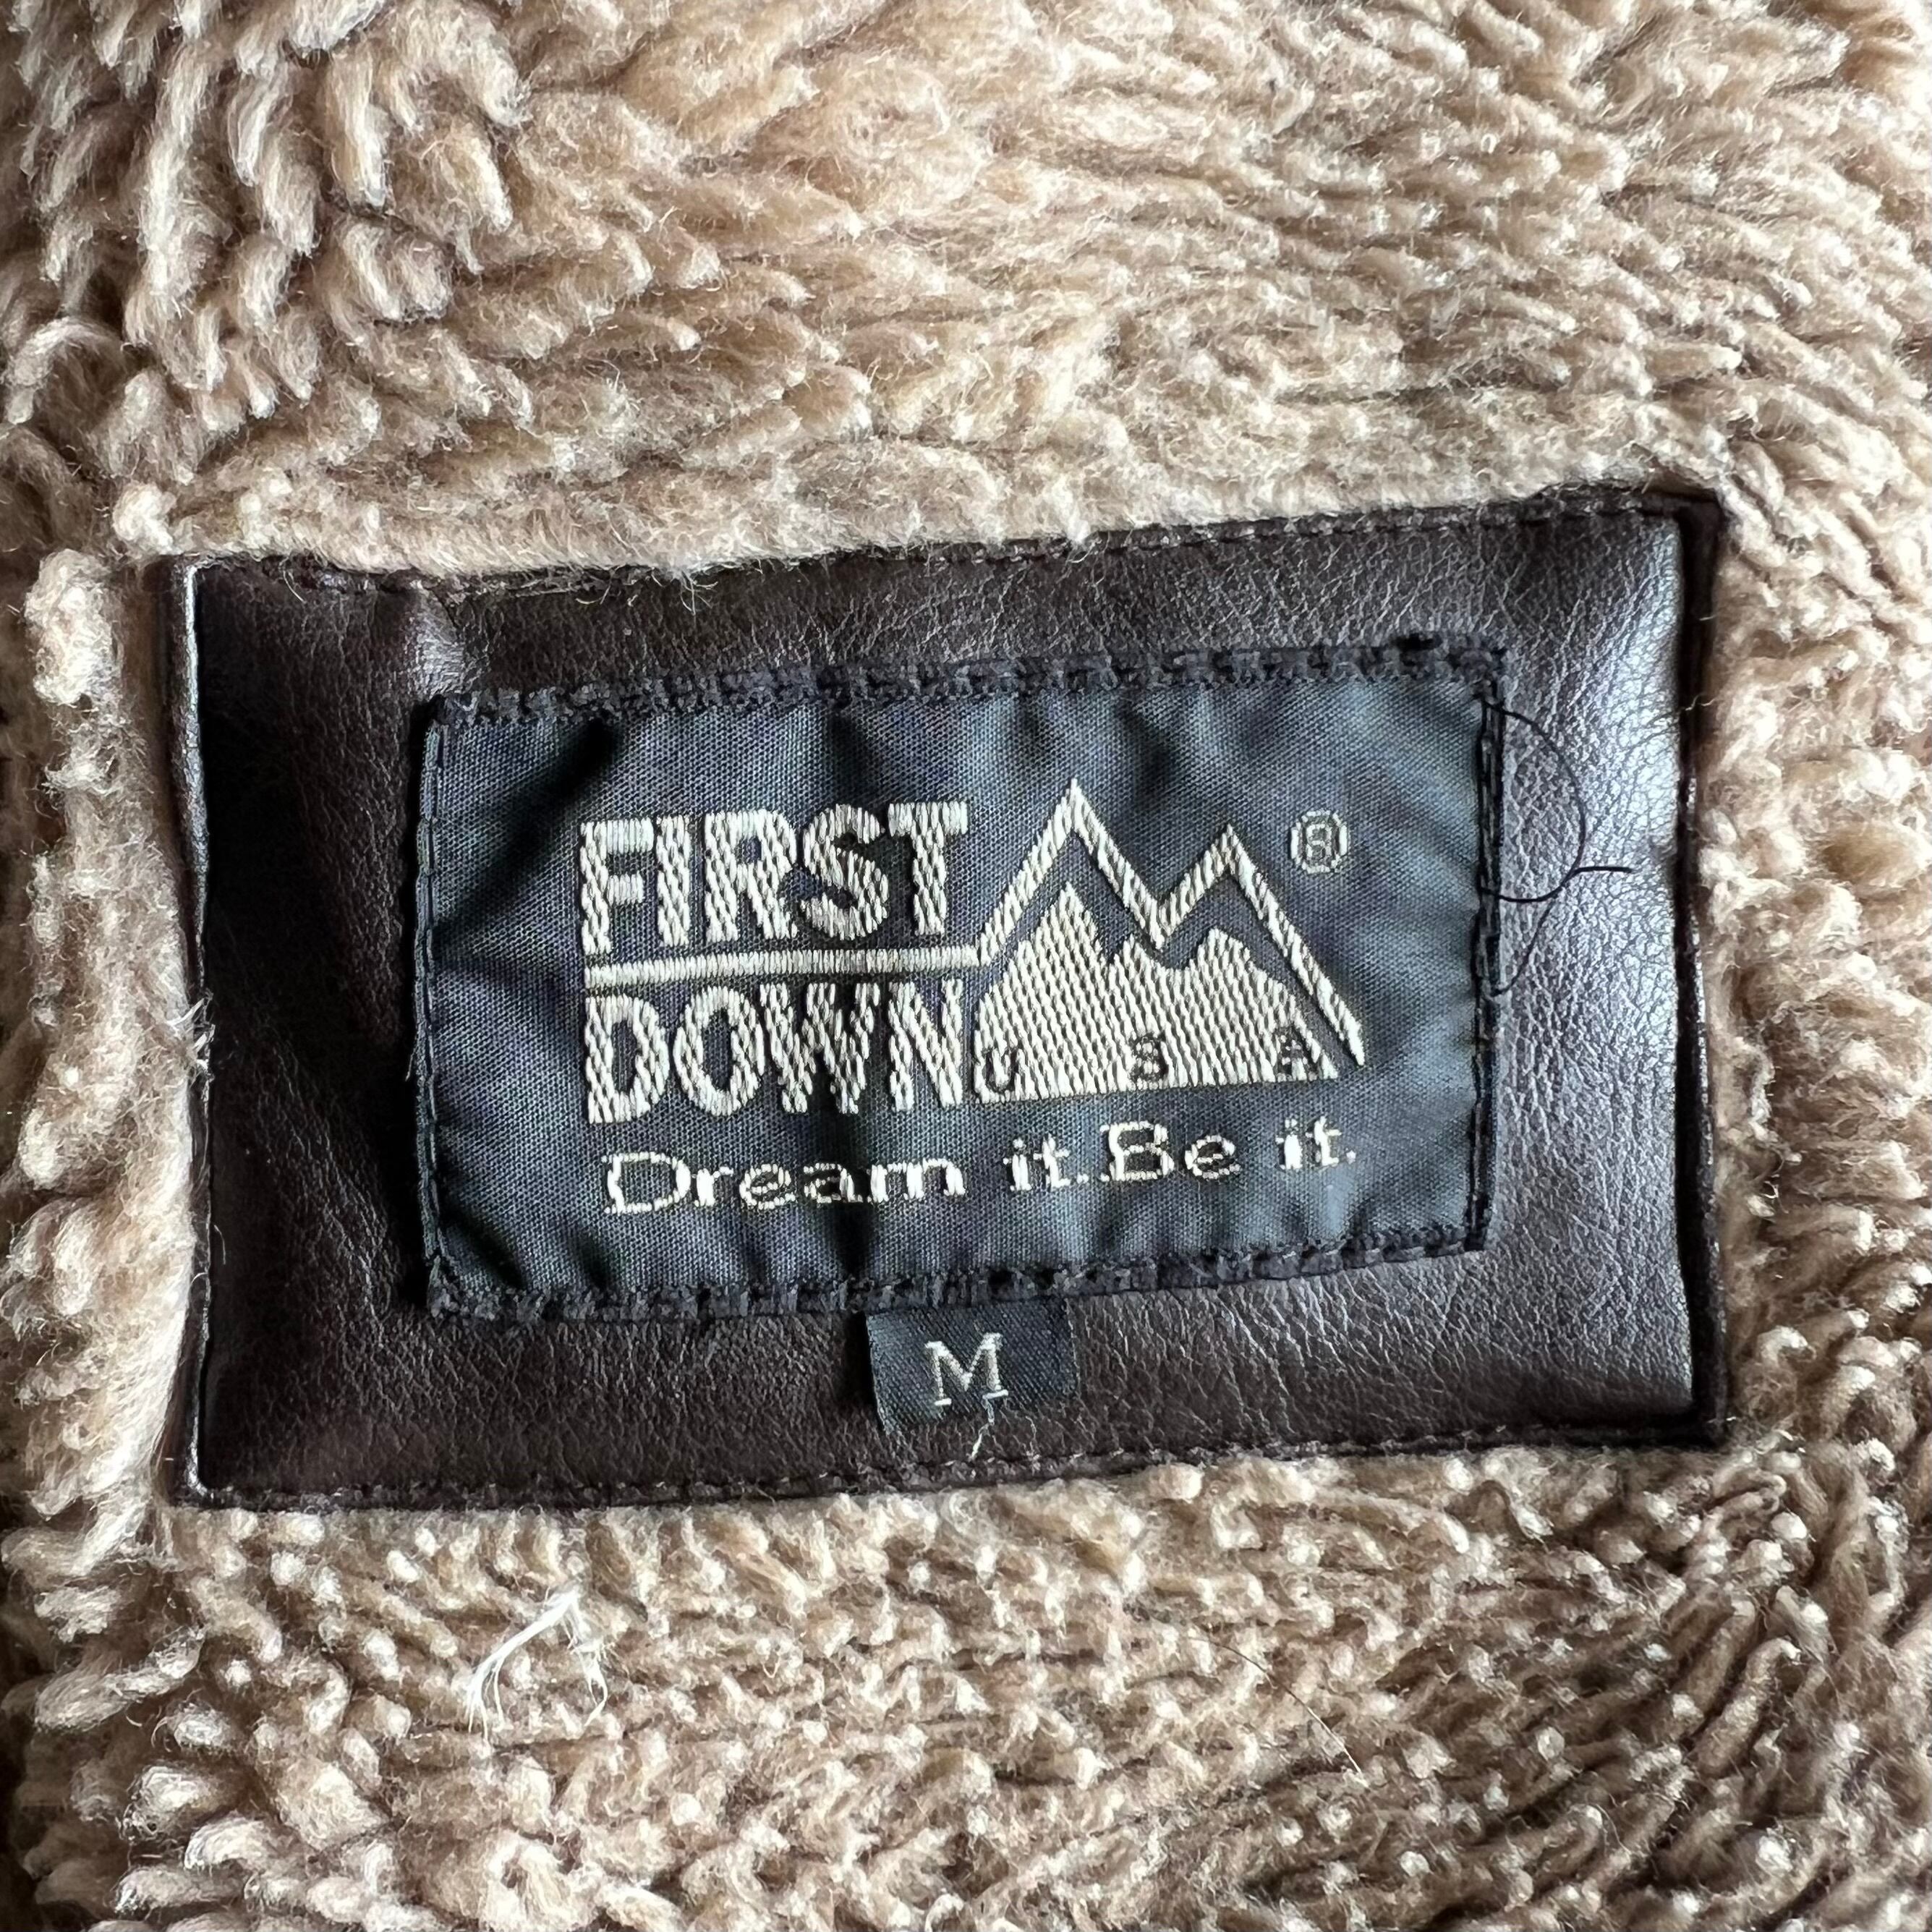 FIRST
DOWN
U S A
®
Dream it.Be it.
M